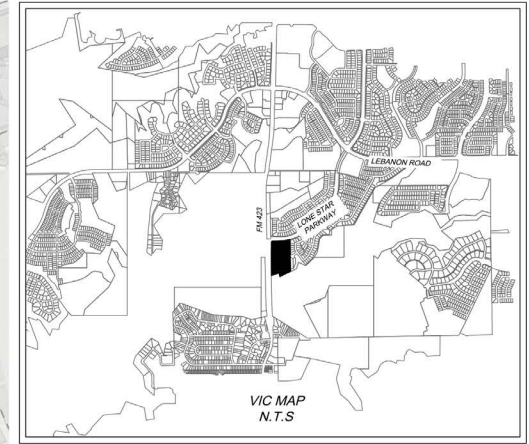 LEBANON ROAD
FM 423
LONE STAR
PARKWAY
VIC MAP
N.T.S